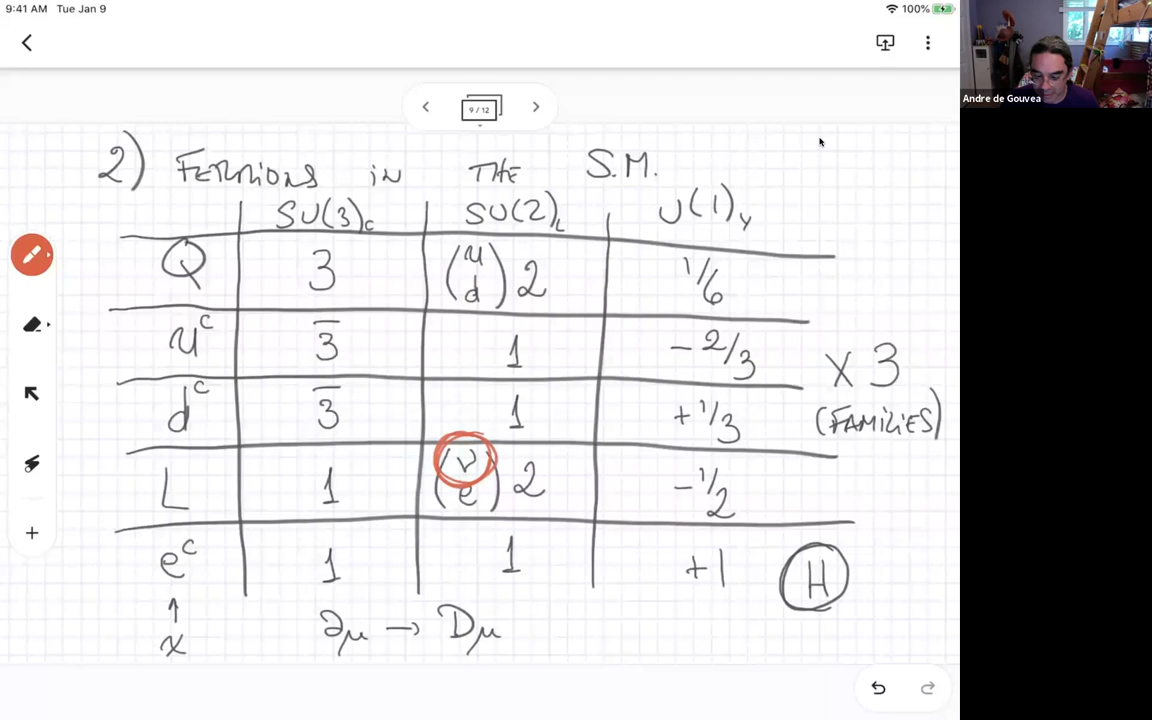 9:41 AM Tue Jan 9
100%
Andre de Gouvea
9 / 12
2) FERMIONS in THE S.M.
SU(3)c SU(2)L U(1)Y
Q 3 (u d) 2 1/6
u^c 3̅ 1 - 2/3
d^c 3̅ 1 + 1/3
x 3
(FAMILIES)
L 1 (ν e) 2 - 1/2
e^c 1 1 +1 H
↑ ∂μ → Dμ
χ